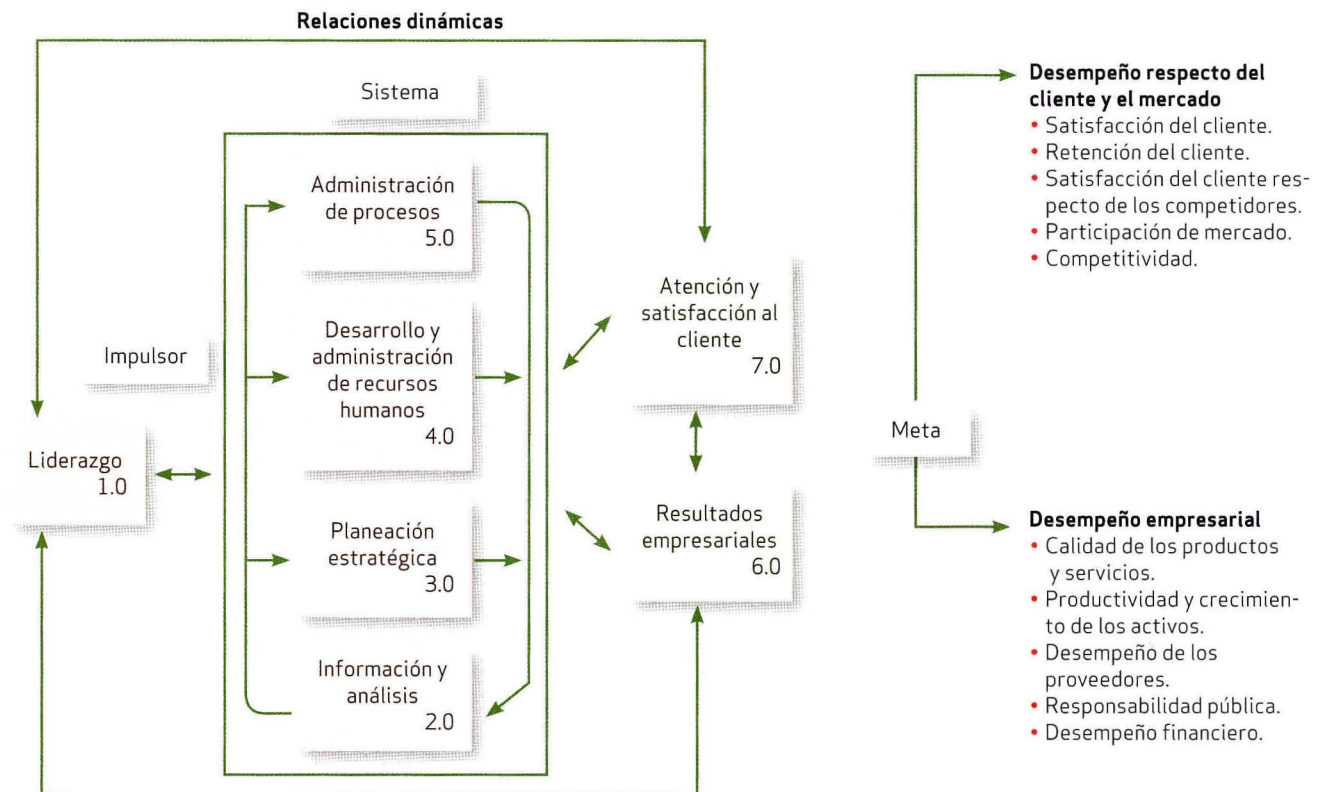 Relaciones dinámicas
Sistema
Impulsor
Liderazgo
1.0
Administración
de procesos
5.0
Desarrollo y
administración
de recursos
humanos
4.0
Planeación
estratégica
3.0
Información y
análisis
2.0
Atención y
satisfacción al
cliente
7.0
Resultados
empresariales
6.0
Meta
Desempeño respecto del
cliente y el mercado
• Satisfacción del cliente.
• Retención del cliente.
• Satisfacción del cliente res-
pecto de los competidores.
• Participación de mercado.
• Competitividad.
Desempeño empresarial
• Calidad de los productos
y servicios.
• Productividad y crecimien-
to de los activos.
• Desempeño de los
proveedores.
• Responsabilidad pública.
• Desempeño financiero.